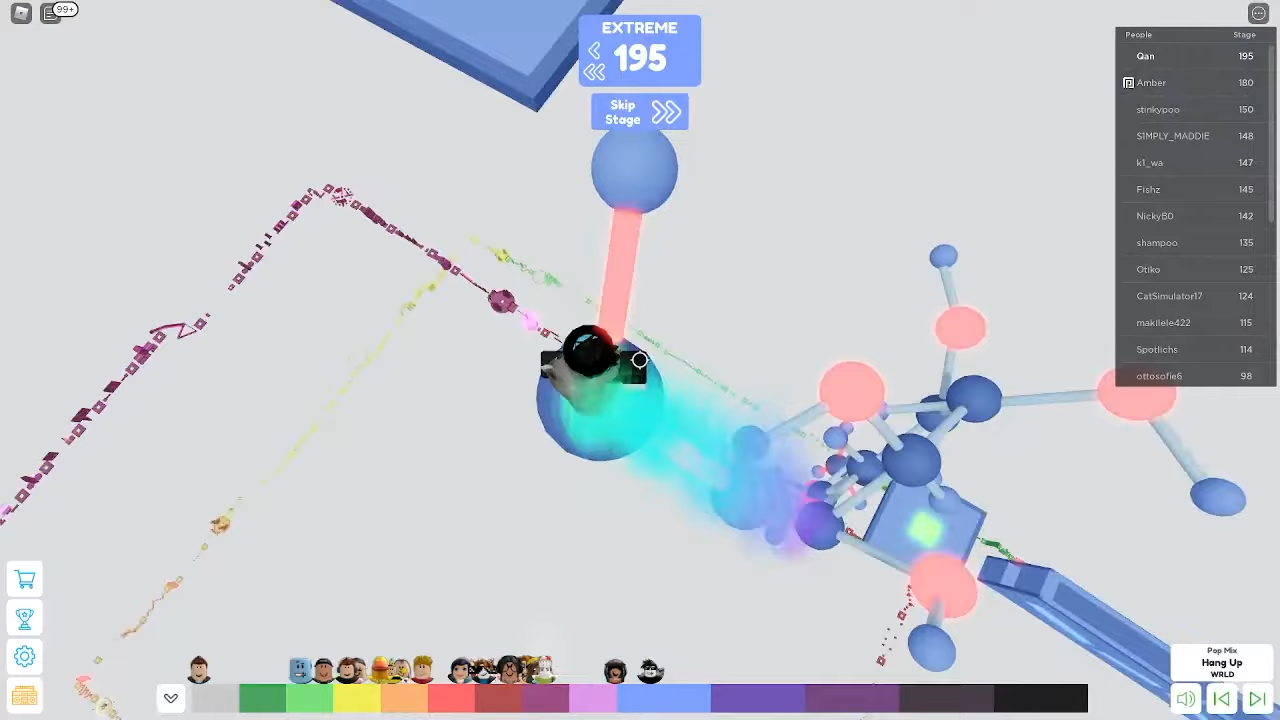 99+
EXTREME
195
Skip
Stage
People Stage
Qan 195
Amber 180
stinkypoo 150
S1MPLY_MADDIE 148
k1_wa 147
Fishz 145
NickyB0 142
shampoo 135
Otiko 125
CatSimulator17 124
makilele422 115
Spotlichs 114
ottosofie6 98
Pop Mix
Hang Up
WRLD